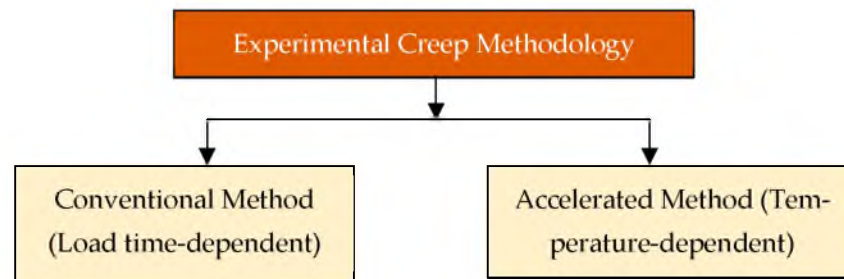 Experimental Creep Methodology
Conventional Method
(Load time-dependent)
Accelerated Method (Tem-
perature-dependent)